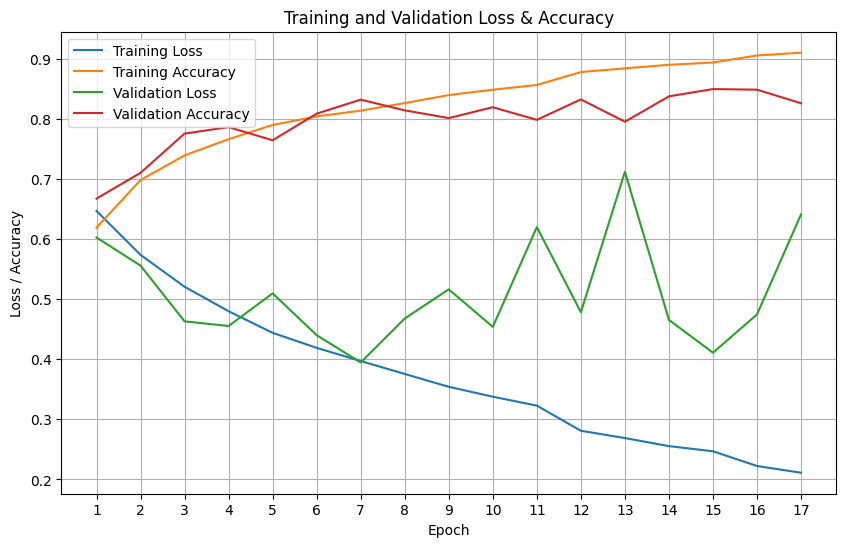 Training and Validation Loss & Accuracy
Training Loss
Training Accuracy
Validation Loss
Validation Accuracy
Loss / Accuracy
0.9
0.8
0.7
0.6
0.5
0.4
0.3
0.2
1 2 3 4 5 6 7 8 9 10 11 12 13 14 15 16 17
Epoch